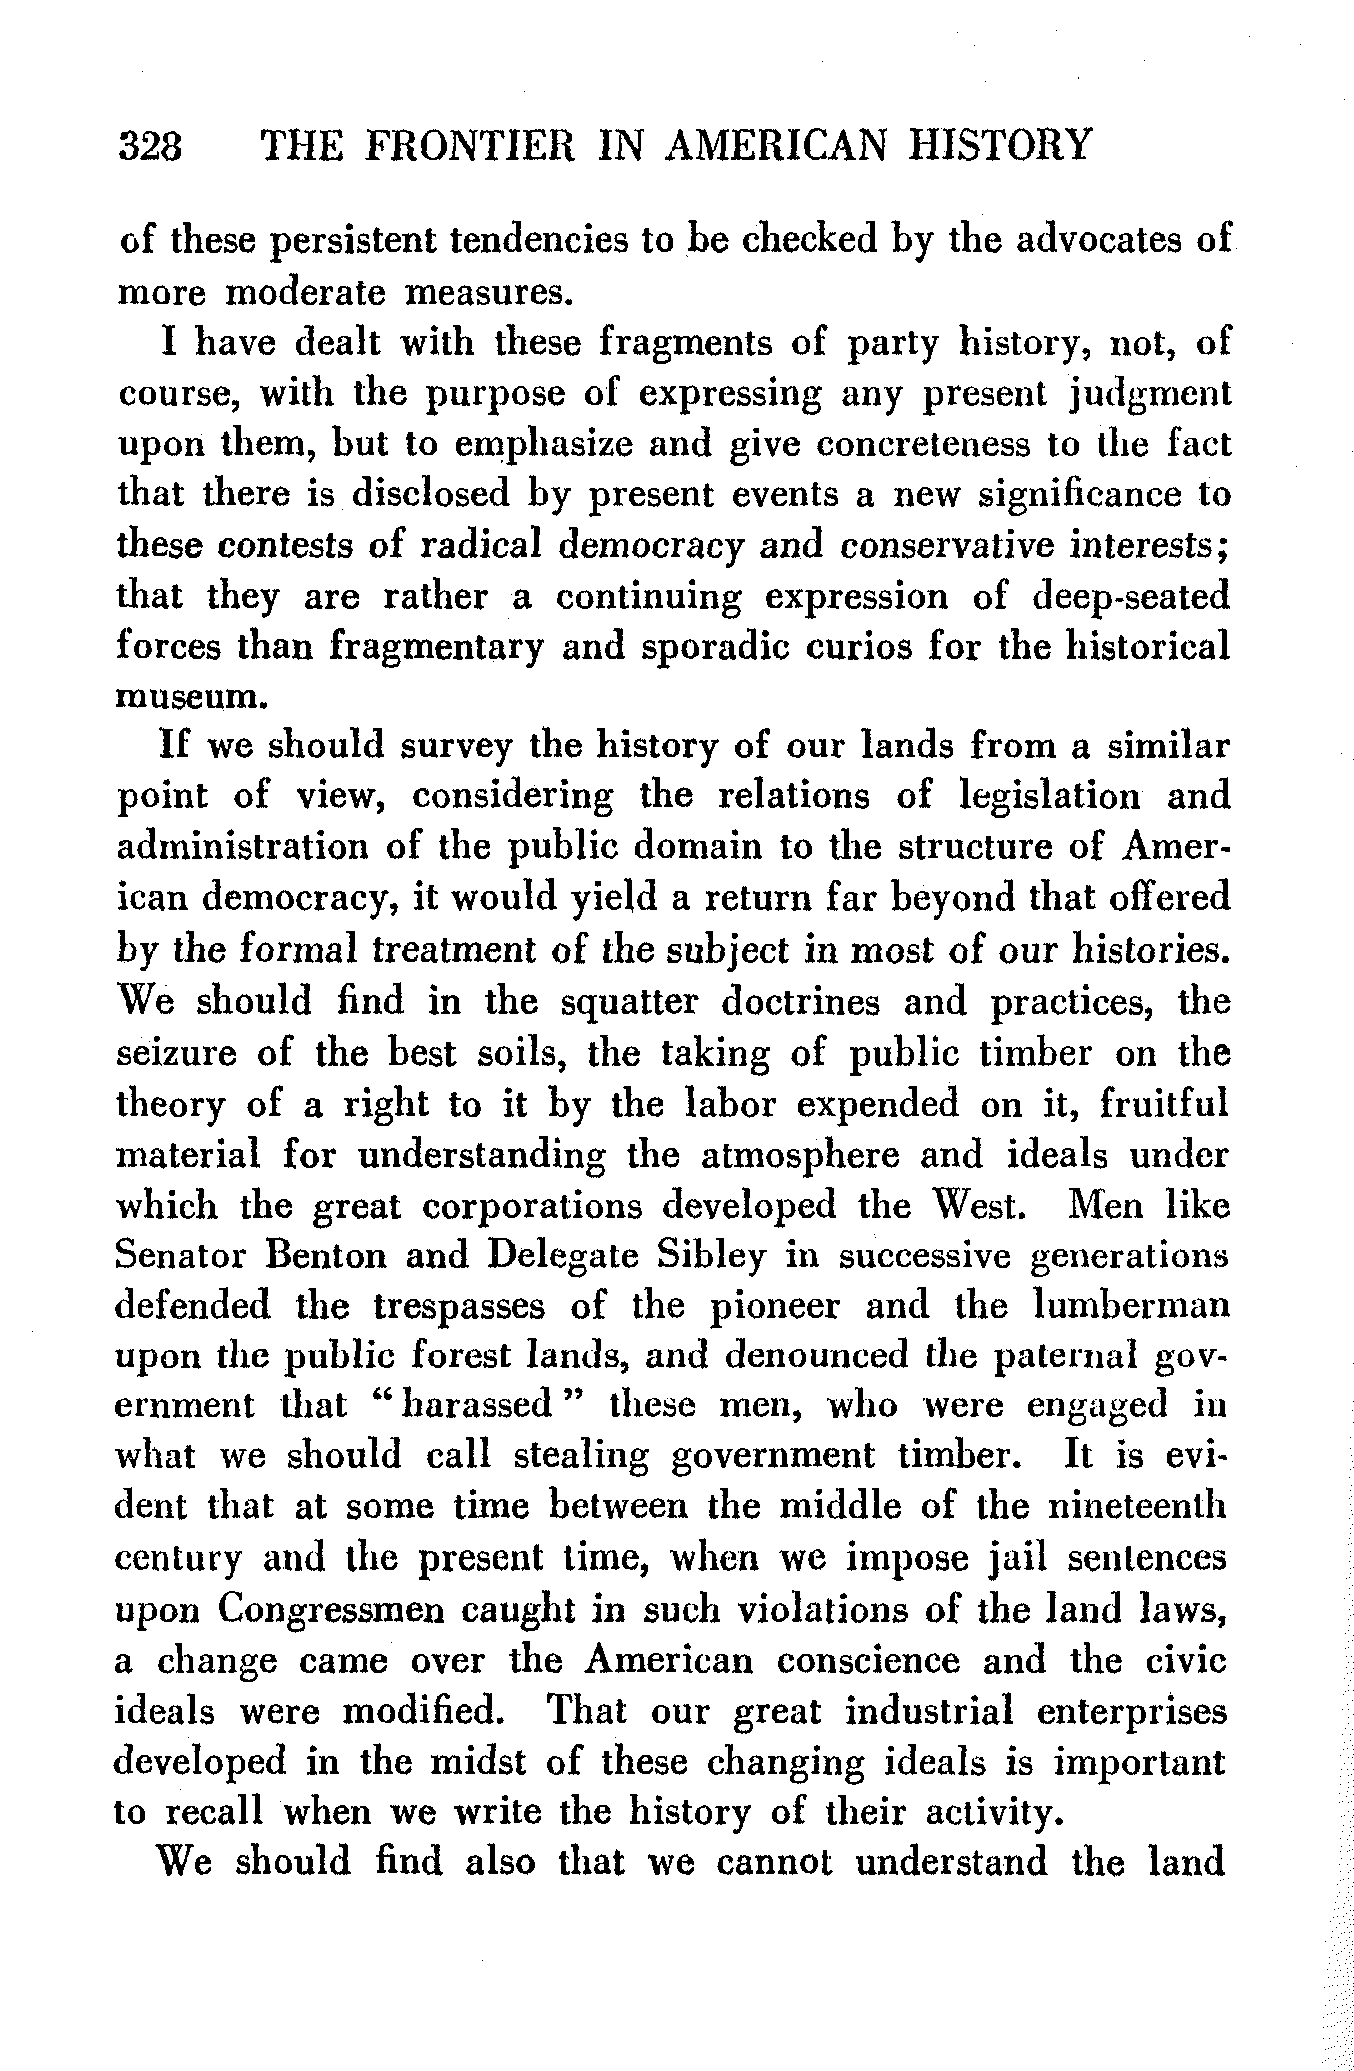 328 THE FRONTIER IN AMERICAN HISTORY
of these persistent tendencies to be checked by the advocates of
more moderate measures.
I have dealt with these fragments of party history, not, of
course, with the purpose of expressing any present judgment
upon them, but to emphasize and give concreteness to the fact
that there is disclosed by present events a new significance to
these contests of radical democracy and conservative interests;
that they are rather a continuing expression of deep-seated
forces than fragmentary and sporadic curios for the historical
museum.
If we should survey the history of our lands from a similar
point of view, considering the relations of legislation and
administration of the public domain to the structure of Amer-
ican democracy, it would yield a return far beyond that offered
by the formal treatment of the subject in most of our histories.
We should find in the squatter doctrines and practices, the
seizure of the best soils, the taking of public timber on the
theory of a right to it by the labor expended on it, fruitful
material for understanding the atmosphere and ideals under
which the great corporations developed the West. Men like
Senator Benton and Delegate Sibley in successive generations
defended the trespasses of the pioneer and the lumberman
upon the public forest lands, and denounced the paternal gov-
ernment that “harassed” these men, who were engaged in
what we should call stealing government timber. It is evi-
dent that at some time between the middle of the nineteenth
century and the present time, when we impose jail sentences
upon Congressmen caught in such violations of the land laws,
a change came over the American conscience and the civic
ideals were modified. That our great industrial enterprises
developed in the midst of these changing ideals is important
to recall when we write the history of their activity.
We should find also that we cannot understand the land